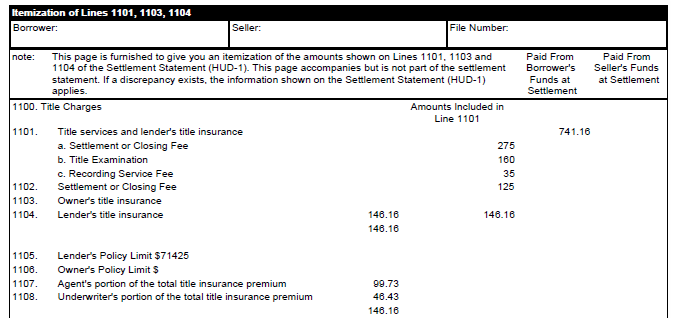 Itemization of Lines 1101, 1103, 1104
Borrower: Seller: File Number:
note: This page is furnished to give you an itemization of the amounts shown on Lines 1101, 1103 and Paid From Paid From
1104 of the Settlement Statement (HUD-1). This page accompanies but is not part of the settlement Borrower's Seller's Funds
statement. If a discrepancy exists, the information shown on the Settlement Statement (HUD-1) Funds at at Settlement
applies. Settlement
1100. Title Charges Amounts Included in
Line 1101
1101. Title services and lender's title insurance 741.16
a. Settlement or Closing Fee 275
b. Title Examination 160
c. Recording Service Fee 35
1102. Settlement or Closing Fee 125
1103. Owner's title insurance
1104. Lender's title insurance 146.16 146.16
146.16
1105. Lender's Policy Limit $71425
1106. Owner's Policy Limit $
1107. Agent's portion of the total title insurance premium 99.73
1108. Underwriter's portion of the total title insurance premium 46.43
146.16